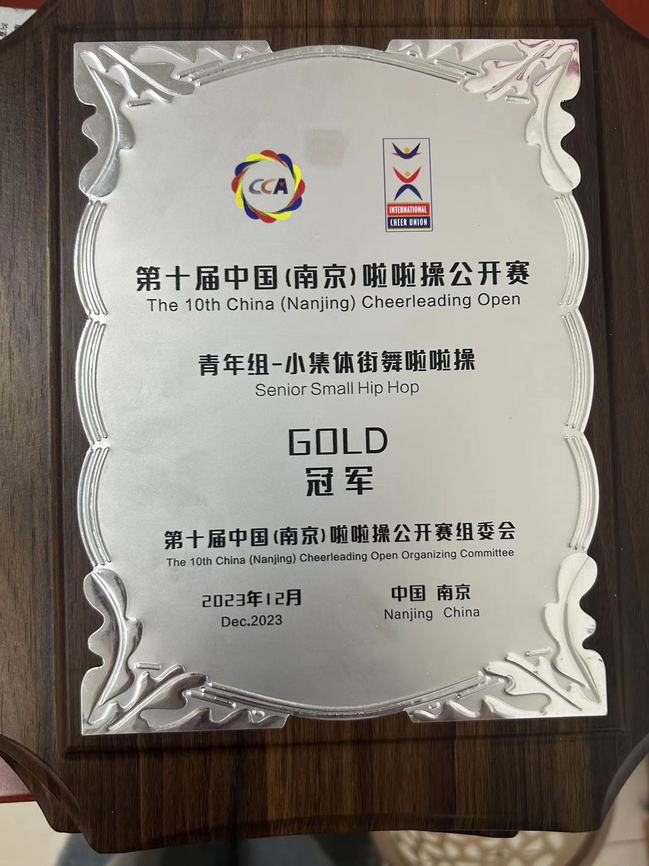 CCA
INTERNATIONAL
CHEER UNION
第十届中国(南京)啦啦操公开赛
The 10th China (Nanjing) Cheerleading Open
青年组-小集体街舞啦啦操
Senior Small Hip Hop
GOLD
冠军
第十届中国(南京)啦啦操公开赛组委会
The 10th China (Nanjing) Cheerleading Open Organizing Committee
2023年12月 中国 南京
Dec.2023 Nanjing China